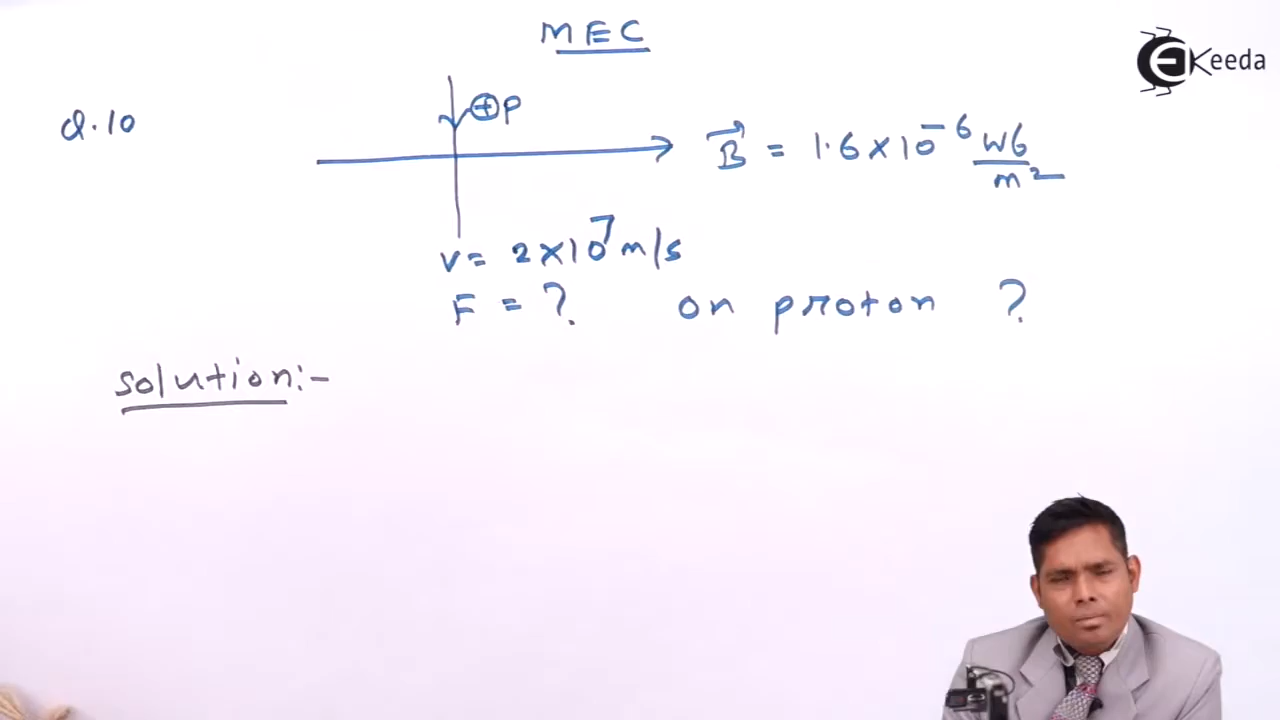 MEC
EKeeda
Q.10
⊕p
B⃗ = 1.6×10⁻⁶ Wb/m²
v = 2×10⁷ m/s
F = ? on proton ?
Solution:-